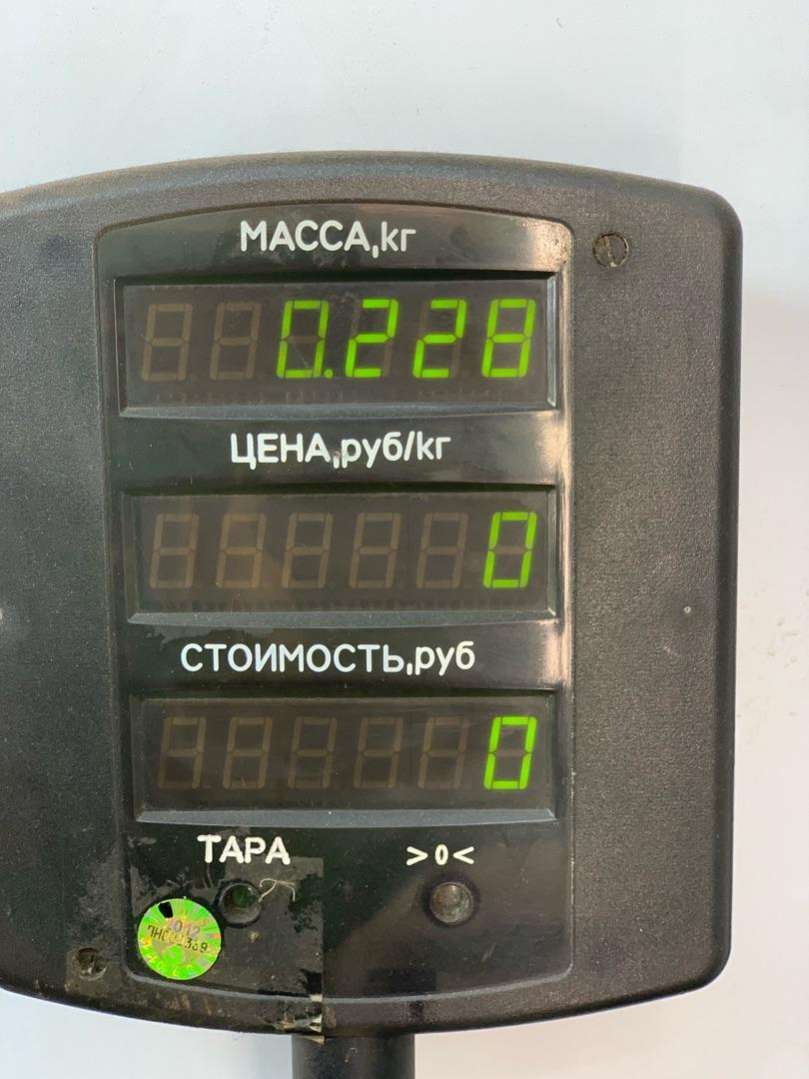 МАССА,кг
0.228
ЦЕНА,руб/кг
0
СТОИМОСТЬ,руб
0
ТАРА >0<